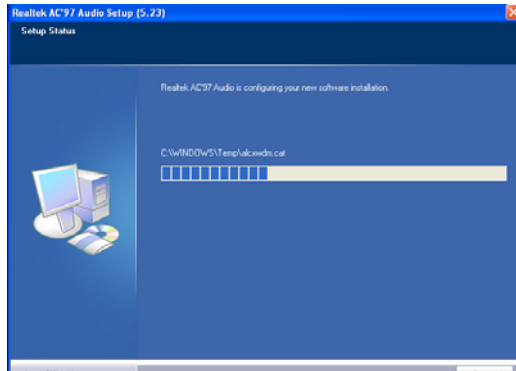 Realtek AC'97 Audio Setup (5.23)
Setup Status
Realtek AC'97 Audio is configuring your new software installation.
C:\WINDOWS\Temp\alcxwdm.cat